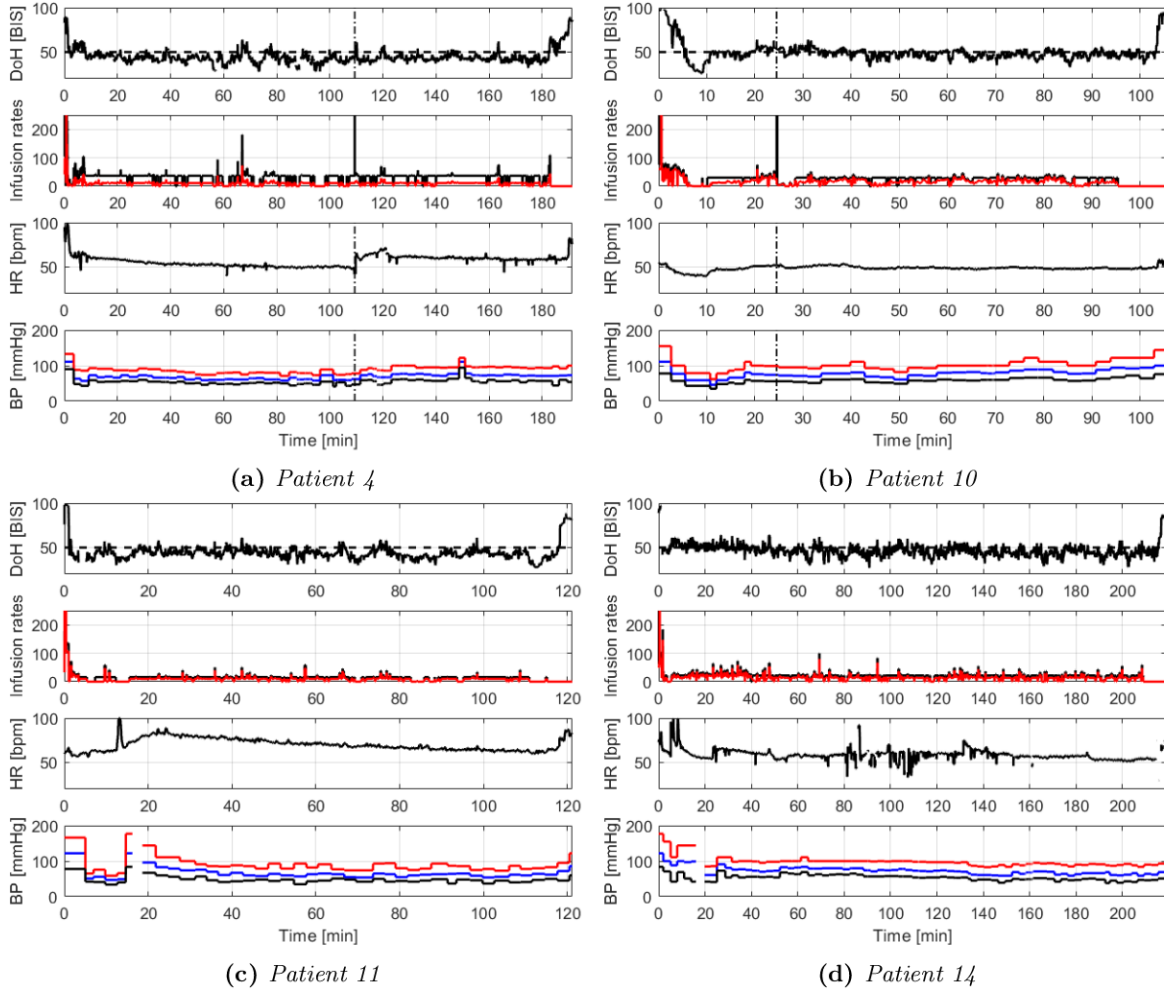 100
50
DoH [BIS]
0 20 40 60 80 100 120 140 160 180
200
100
0
Infusion rates
0 20 40 60 80 100 120 140 160 180
100
50
HR [bpm]
0 20 40 60 80 100 120 140 160 180
200
100
0
BP [mmHg]
0 20 40 60 80 100 120 140 160 180
Time [min]
(a) Patient 4
100
50
DoH [BIS]
0 10 20 30 40 50 60 70 80 90 100
200
100
0
Infusion rates
0 10 20 30 40 50 60 70 80 90 100
100
50
HR [bpm]
0 10 20 30 40 50 60 70 80 90 100
200
100
0
BP [mmHg]
0 10 20 30 40 50 60 70 80 90 100
Time [min]
(b) Patient 10
100
50
DoH [BIS]
0 20 40 60 80 100 120
200
100
0
Infusion rates
0 20 40 60 80 100 120
100
50
HR [bpm]
0 20 40 60 80 100 120
200
100
0
BP [mmHg]
0 20 40 60 80 100 120
Time [min]
(c) Patient 11
100
50
DoH [BIS]
0 20 40 60 80 100 120 140 160 180 200
200
100
0
Infusion rates
0 20 40 60 80 100 120 140 160 180 200
100
50
HR [bpm]
0 20 40 60 80 100 120 140 160 180 200
200
100
0
BP [mmHg]
0 20 40 60 80 100 120 140 160 180 200
Time [min]
(d) Patient 14